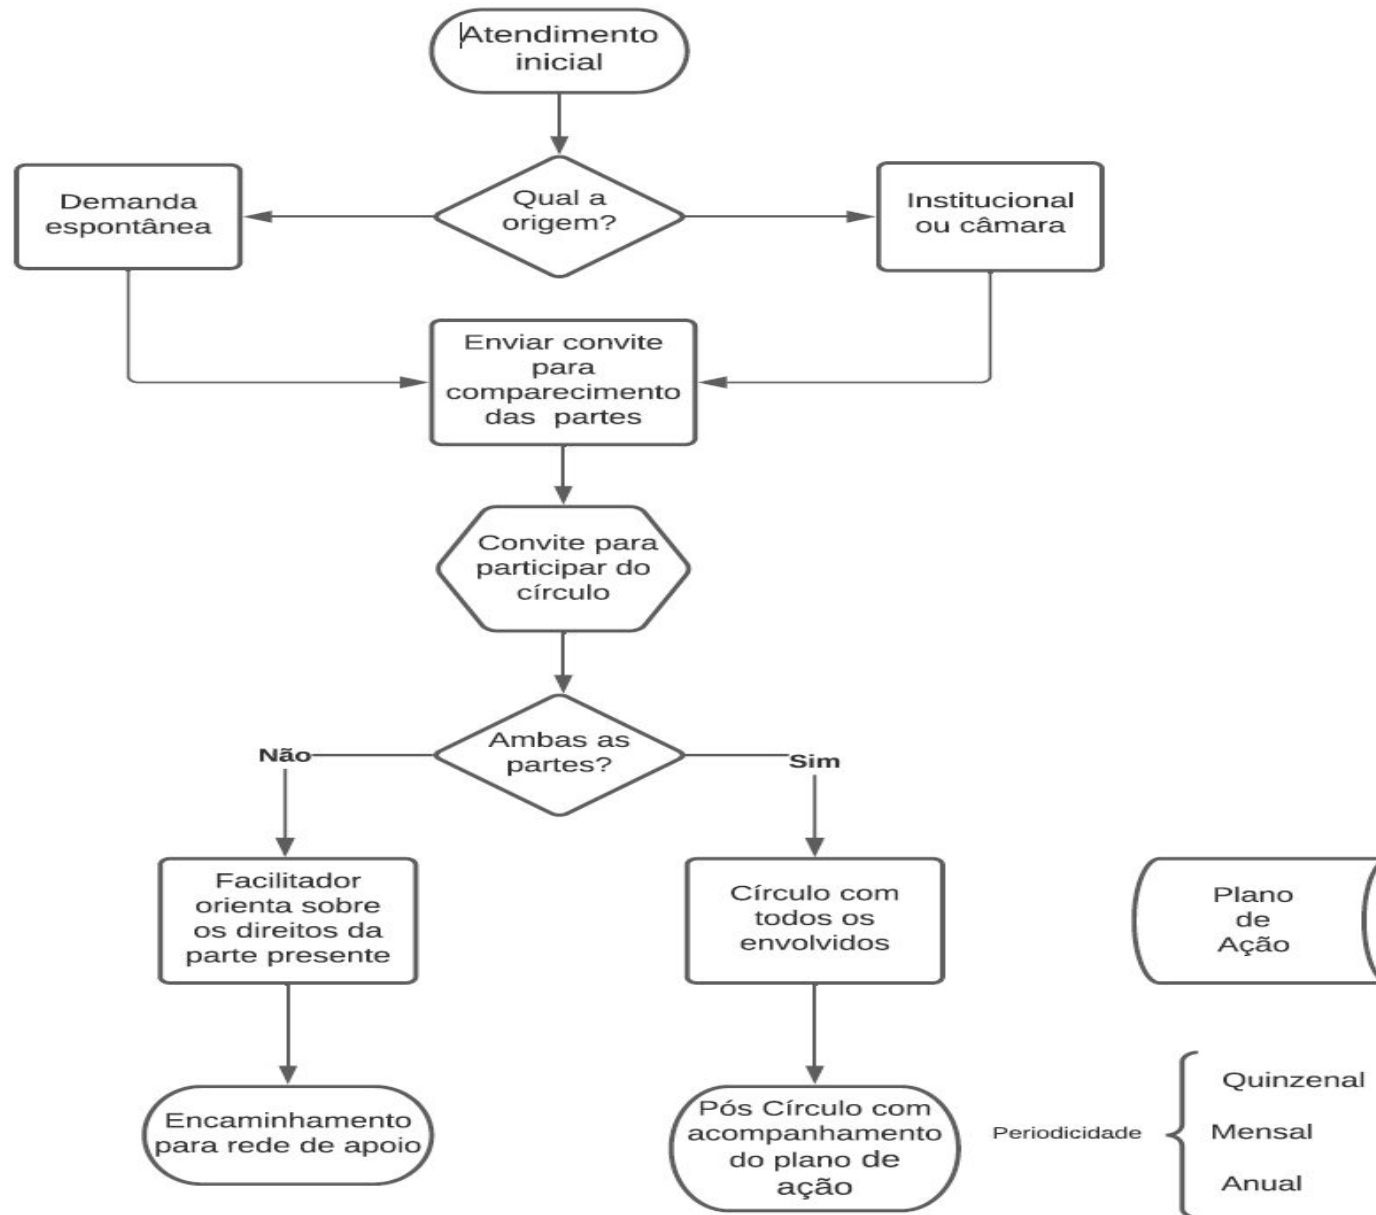 Atendimento
inicial
Qual a
origem?
Demanda
espontânea
Institucional
ou câmara
Enviar convite
para
comparecimento
das partes
Convite para
participar do
círculo
Ambas as
partes?
Não
Sim
Facilitador
orienta sobre
os direitos da
parte presente
Círculo com
todos os
envolvidos
Plano
de
Ação
Encaminhamento
para rede de apoio
Pós Círculo com
acompanhamento
do plano de
ação
Periodicidade
Quinzenal
Mensal
Anual